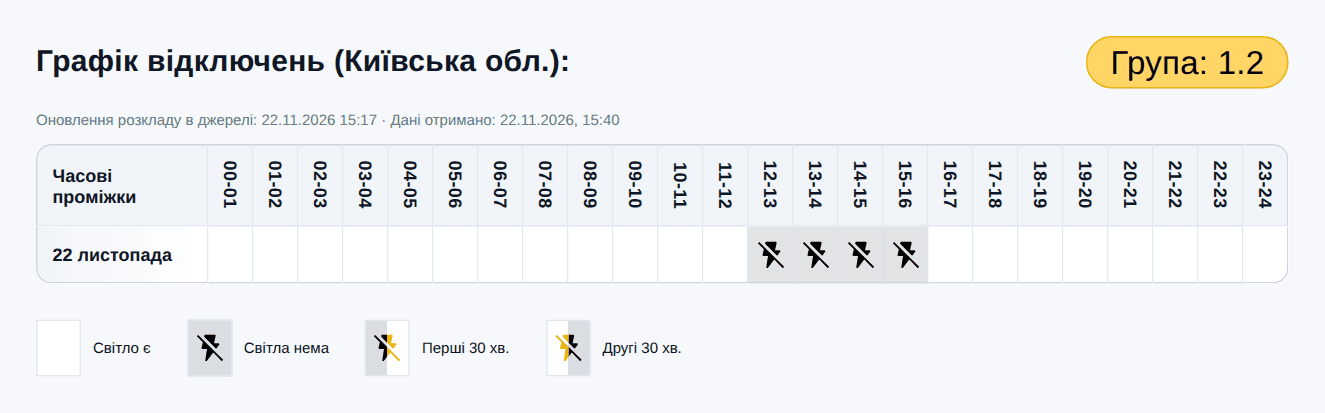 Графік відключень (Київська обл.):
Група: 1.2
Оновлення розкладу в джерелі: 22.11.2026 15:17 · Дані отримано: 22.11.2026, 15:40
Часові
проміжки
00-01
01-02
02-03
03-04
04-05
05-06
06-07
07-08
08-09
09-10
10-11
11-12
12-13
13-14
14-15
15-16
16-17
17-18
18-19
19-20
20-21
21-22
22-23
23-24
22 листопада
Світло є
Світла нема
Перші 30 хв.
Другі 30 хв.